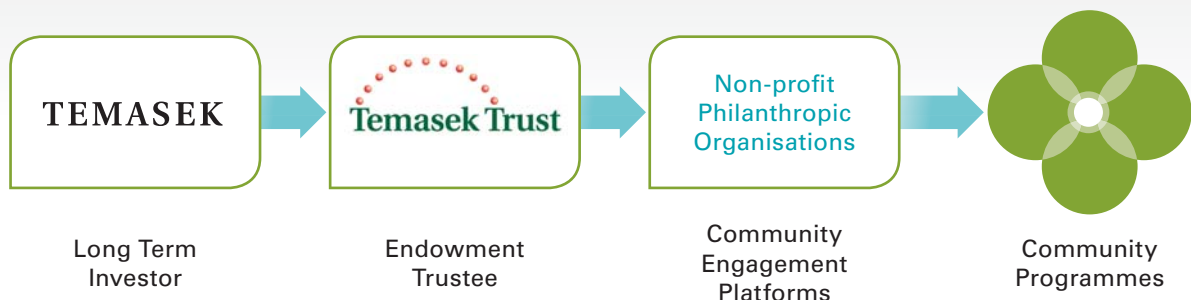 TEMASEK
Temasek Trust
Non-profit
Philanthropic
Organisations
Long Term
Investor
Endowment
Trustee
Community
Engagement
Platforms
Community
Programmes